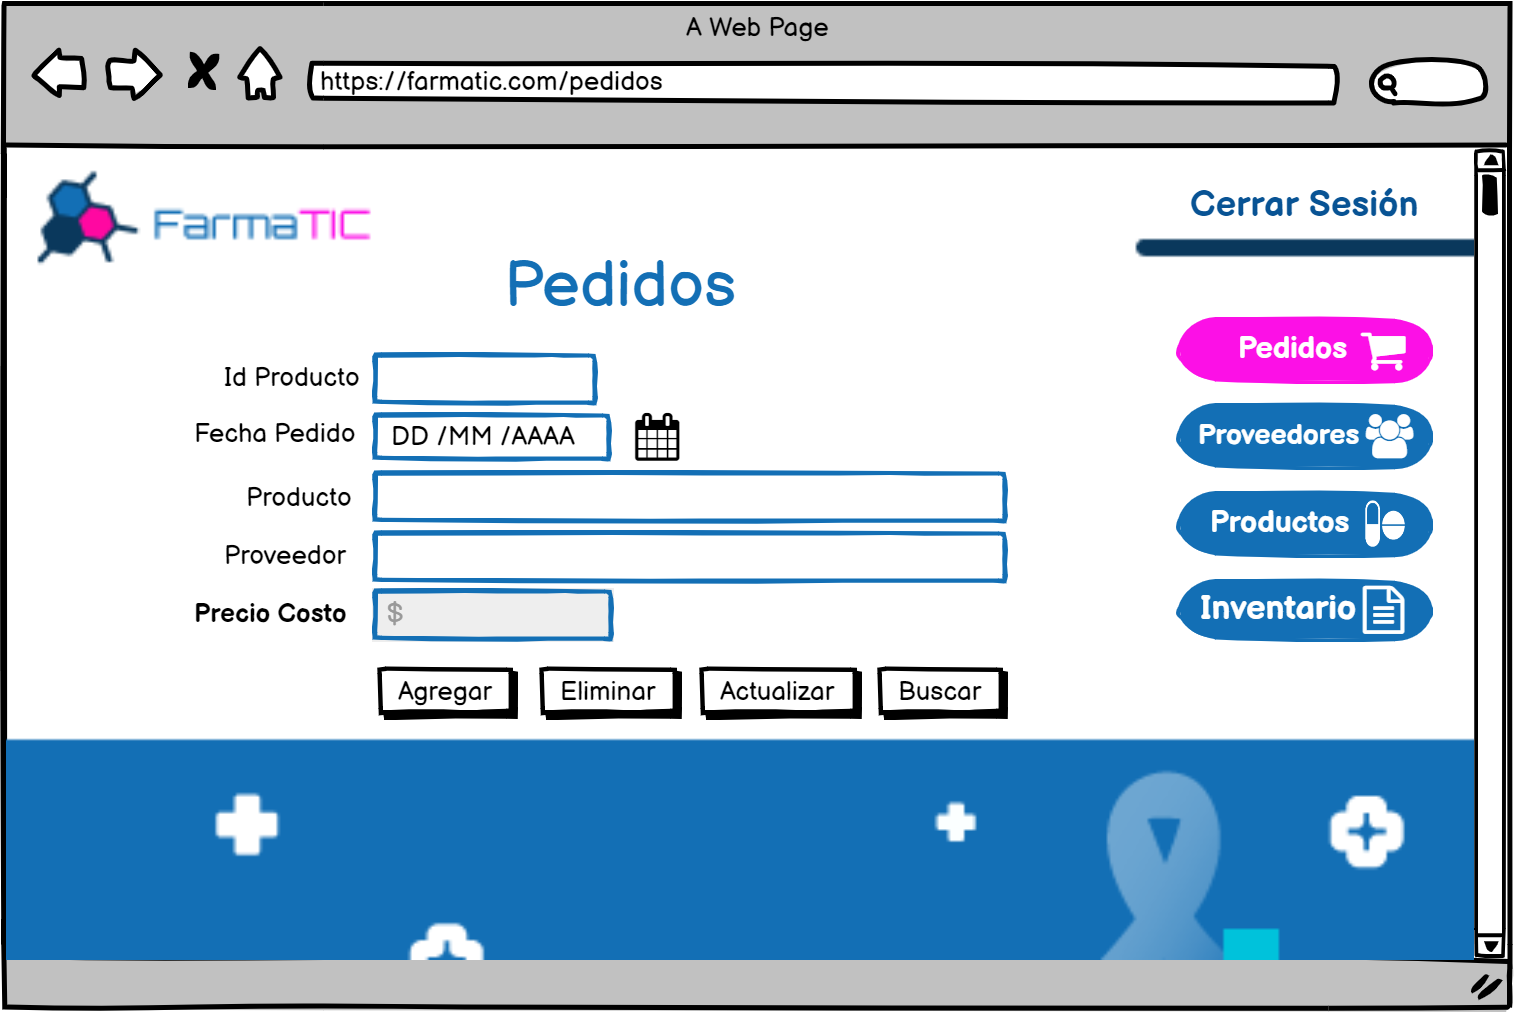 A Web Page
https://farmatic.com/pedidos
FarmaTIC
Cerrar Sesión
Pedidos
Pedidos
Id Producto
Fecha Pedido DD /MM /AAAA
Proveedores
Producto
Productos
Proveedor
Precio Costo $
Inventario
Agregar Eliminar Actualizar Buscar